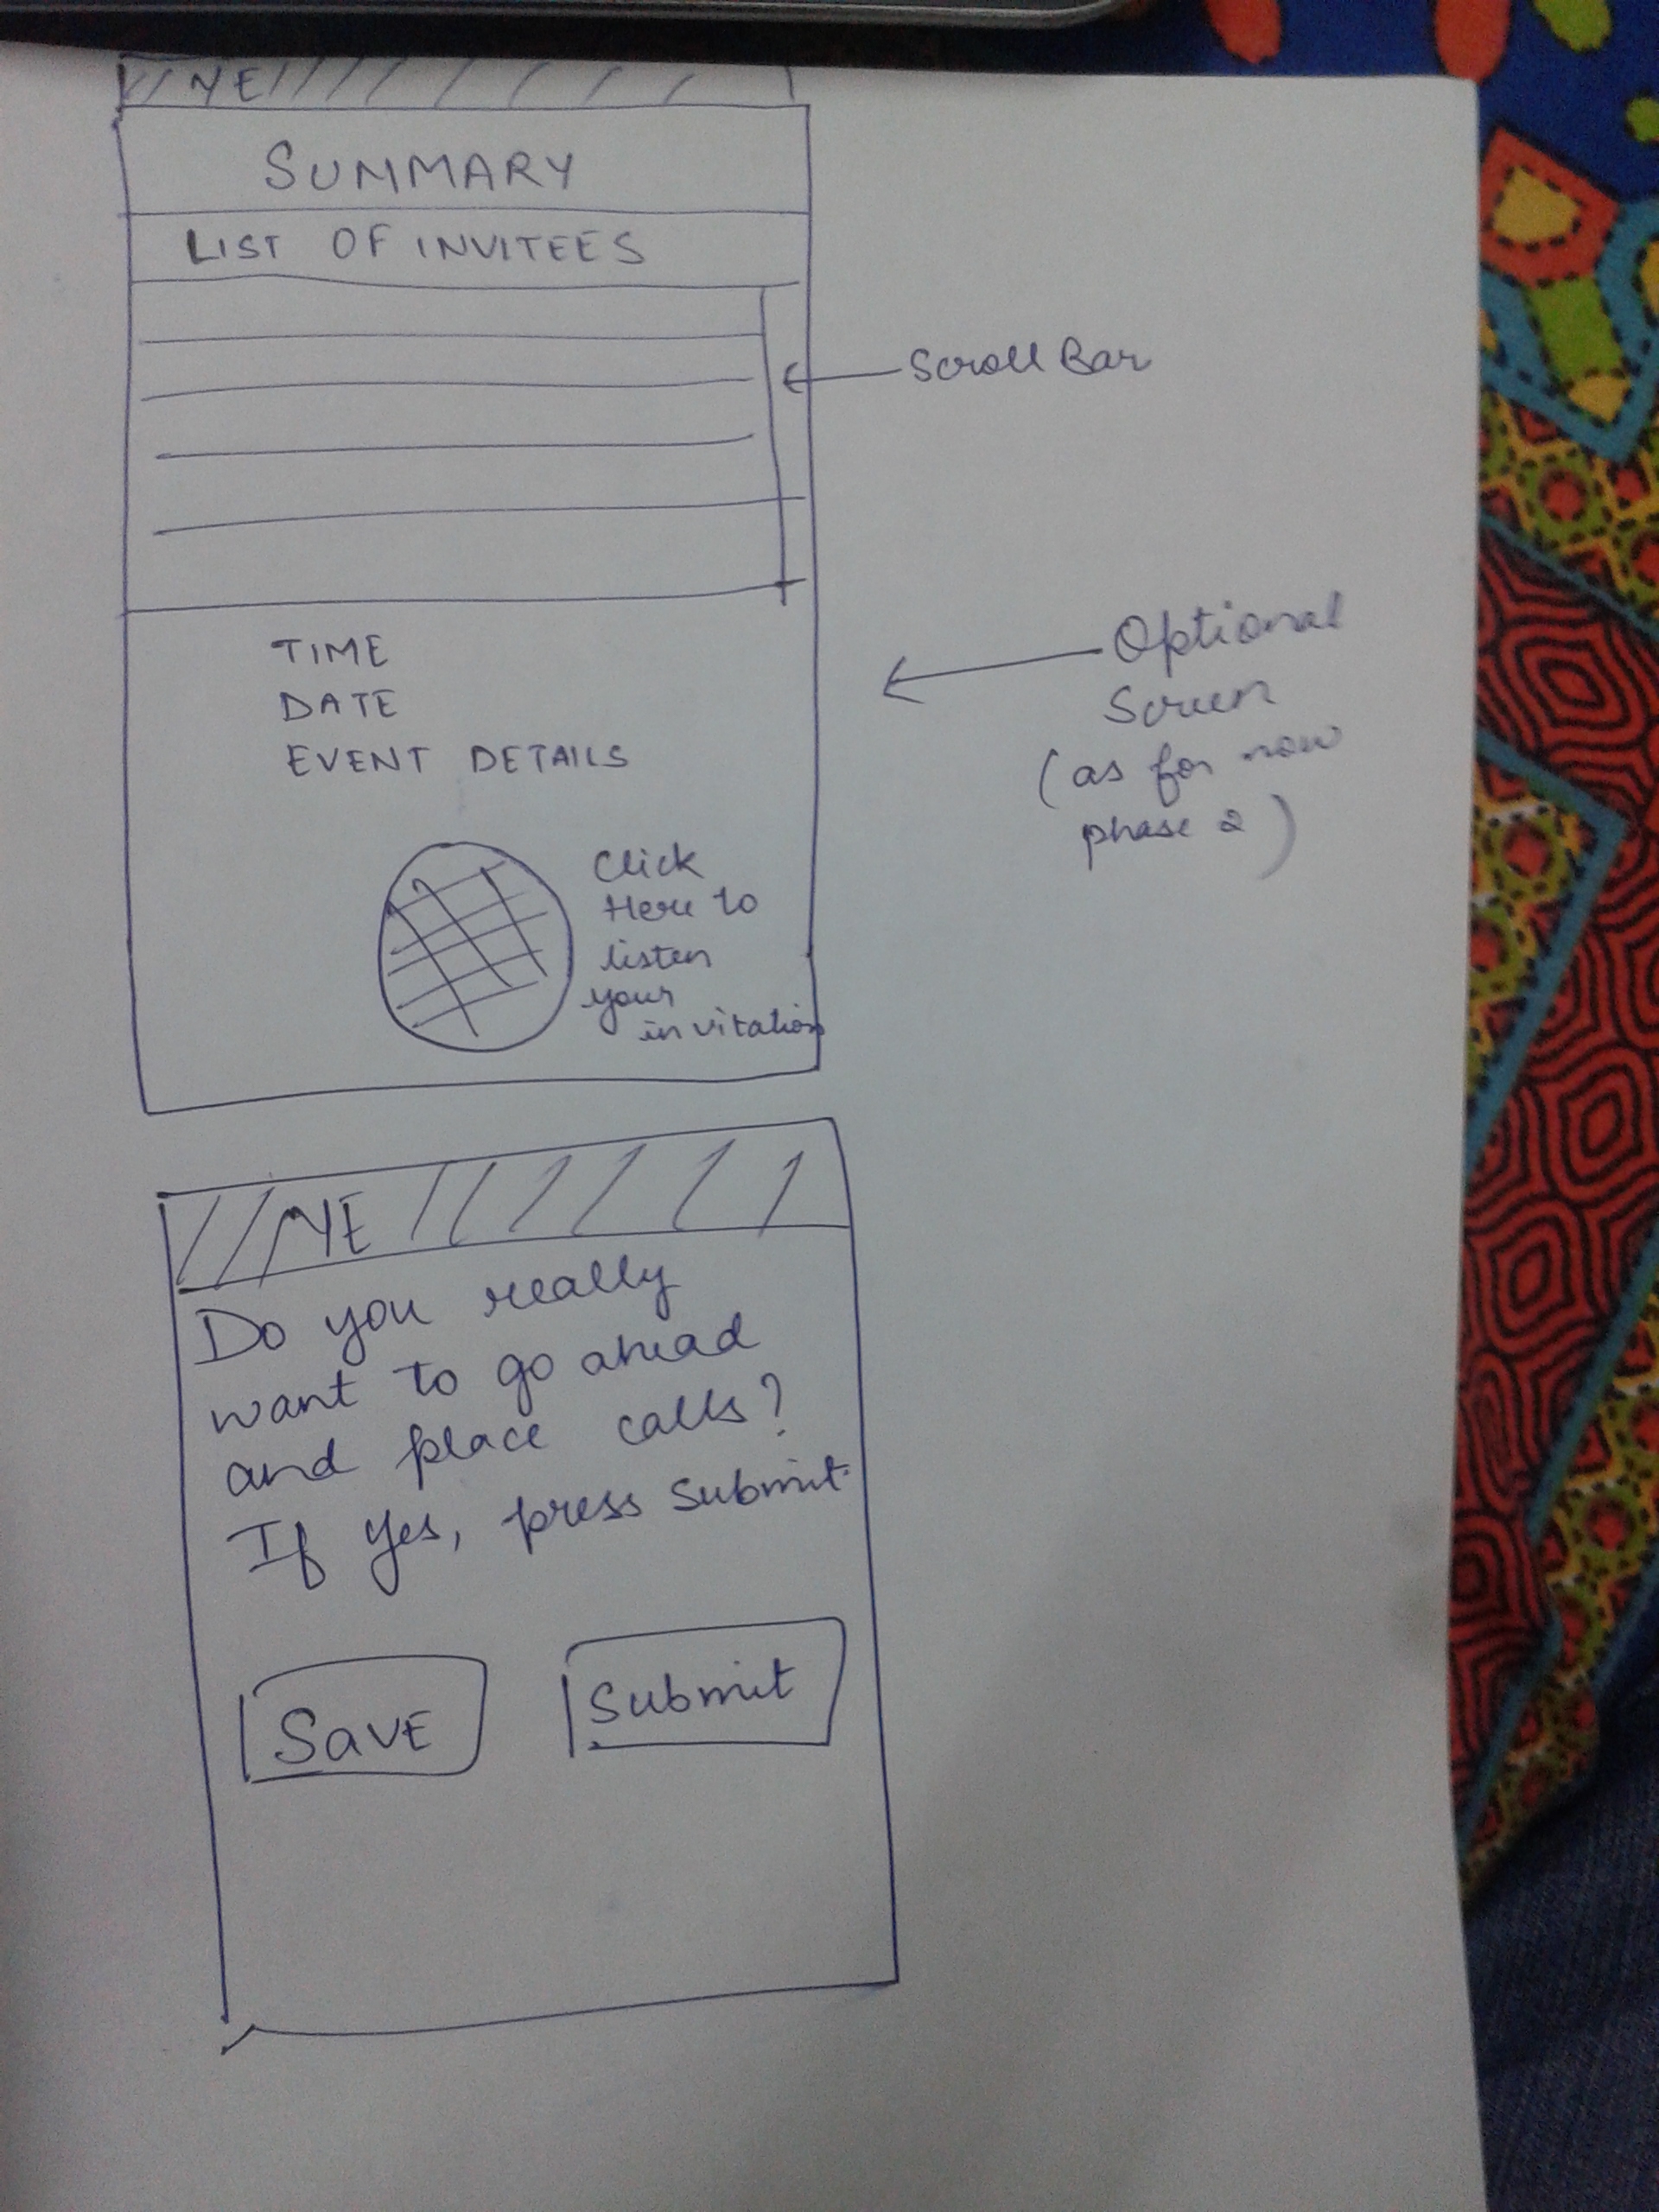 YE
SUMMARY
LIST OF INVITEES
Scroll Bar
TIME
DATE
EVENT DETAILS
Optional
Screen
(as for now
phase 2)
Click
Here to
listen
your
invitation
YE
Do you really
want to go ahead
and place calls?
If yes, press submit.
Save
Submit